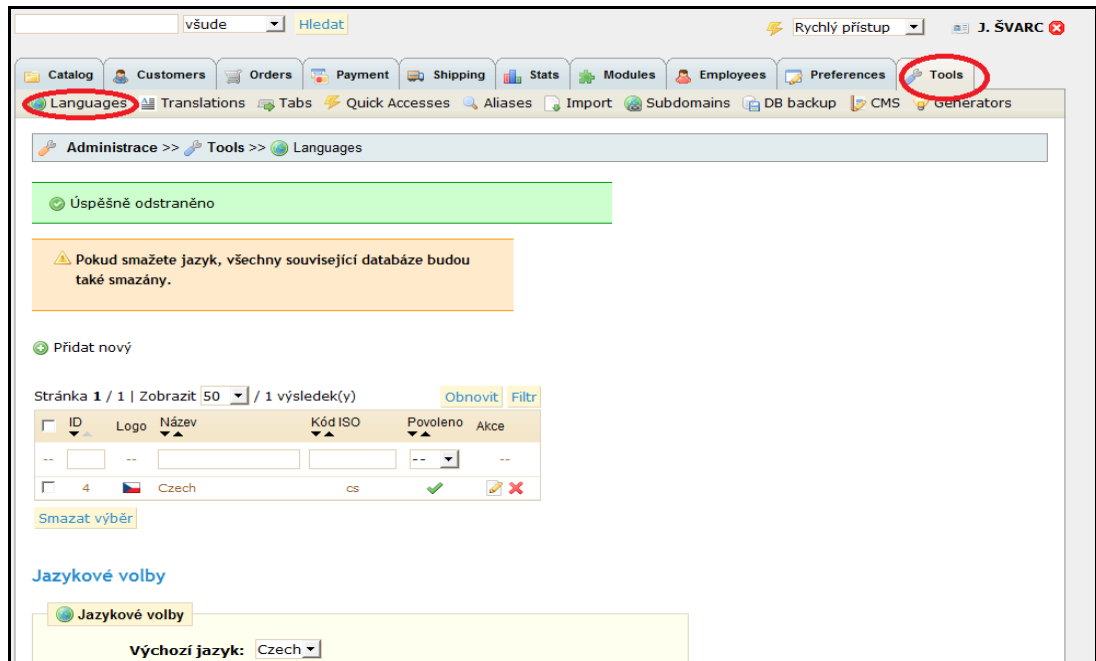 všude Hledat Rychlý přístup J. ŠVARC
Catalog Customers Orders Payment Shipping Stats Modules Employees Preferences Tools
Languages Translations Tabs Quick Accesses Aliases Import Subdomains DB backup CMS Generators
Administrace >> Tools >> Languages
Úspěšně odstraněno
Pokud smažete jazyk, všechny související databáze budou
také smazány.
Přidat nový
Stránka 1 / 1 | Zobrazit 50 / 1 výsledek(y) Obnovit Filtr
ID Logo Název Kód ISO Povoleno Akce
-- -- -- --
4 Czech cs
Smazat výběr
Jazykové volby
Jazykové volby
Výchozí jazyk: Czech